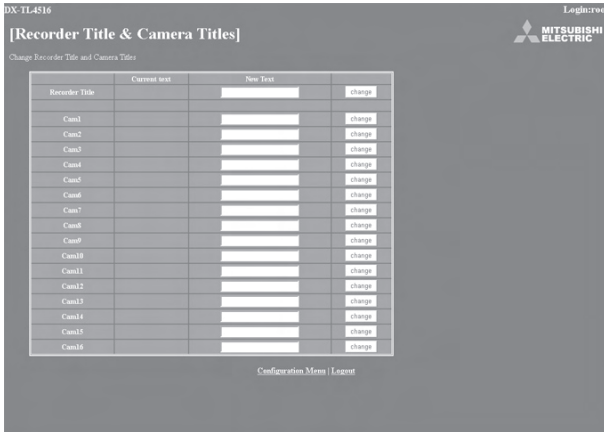 DX-TL4516
[Recorder Title & Camera Titles]
MITSUBISHI
ELECTRIC
Change Recorder Title and Camera Titles
Current text New Text
Recorder Title change
Cam1 change
Cam2 change
Cam3 change
Cam4 change
Cam5 change
Cam6 change
Cam7 change
Cam8 change
Cam9 change
Cam10 change
Cam11 change
Cam12 change
Cam13 change
Cam14 change
Cam15 change
Cam16 change
Configuration Menu | Logout